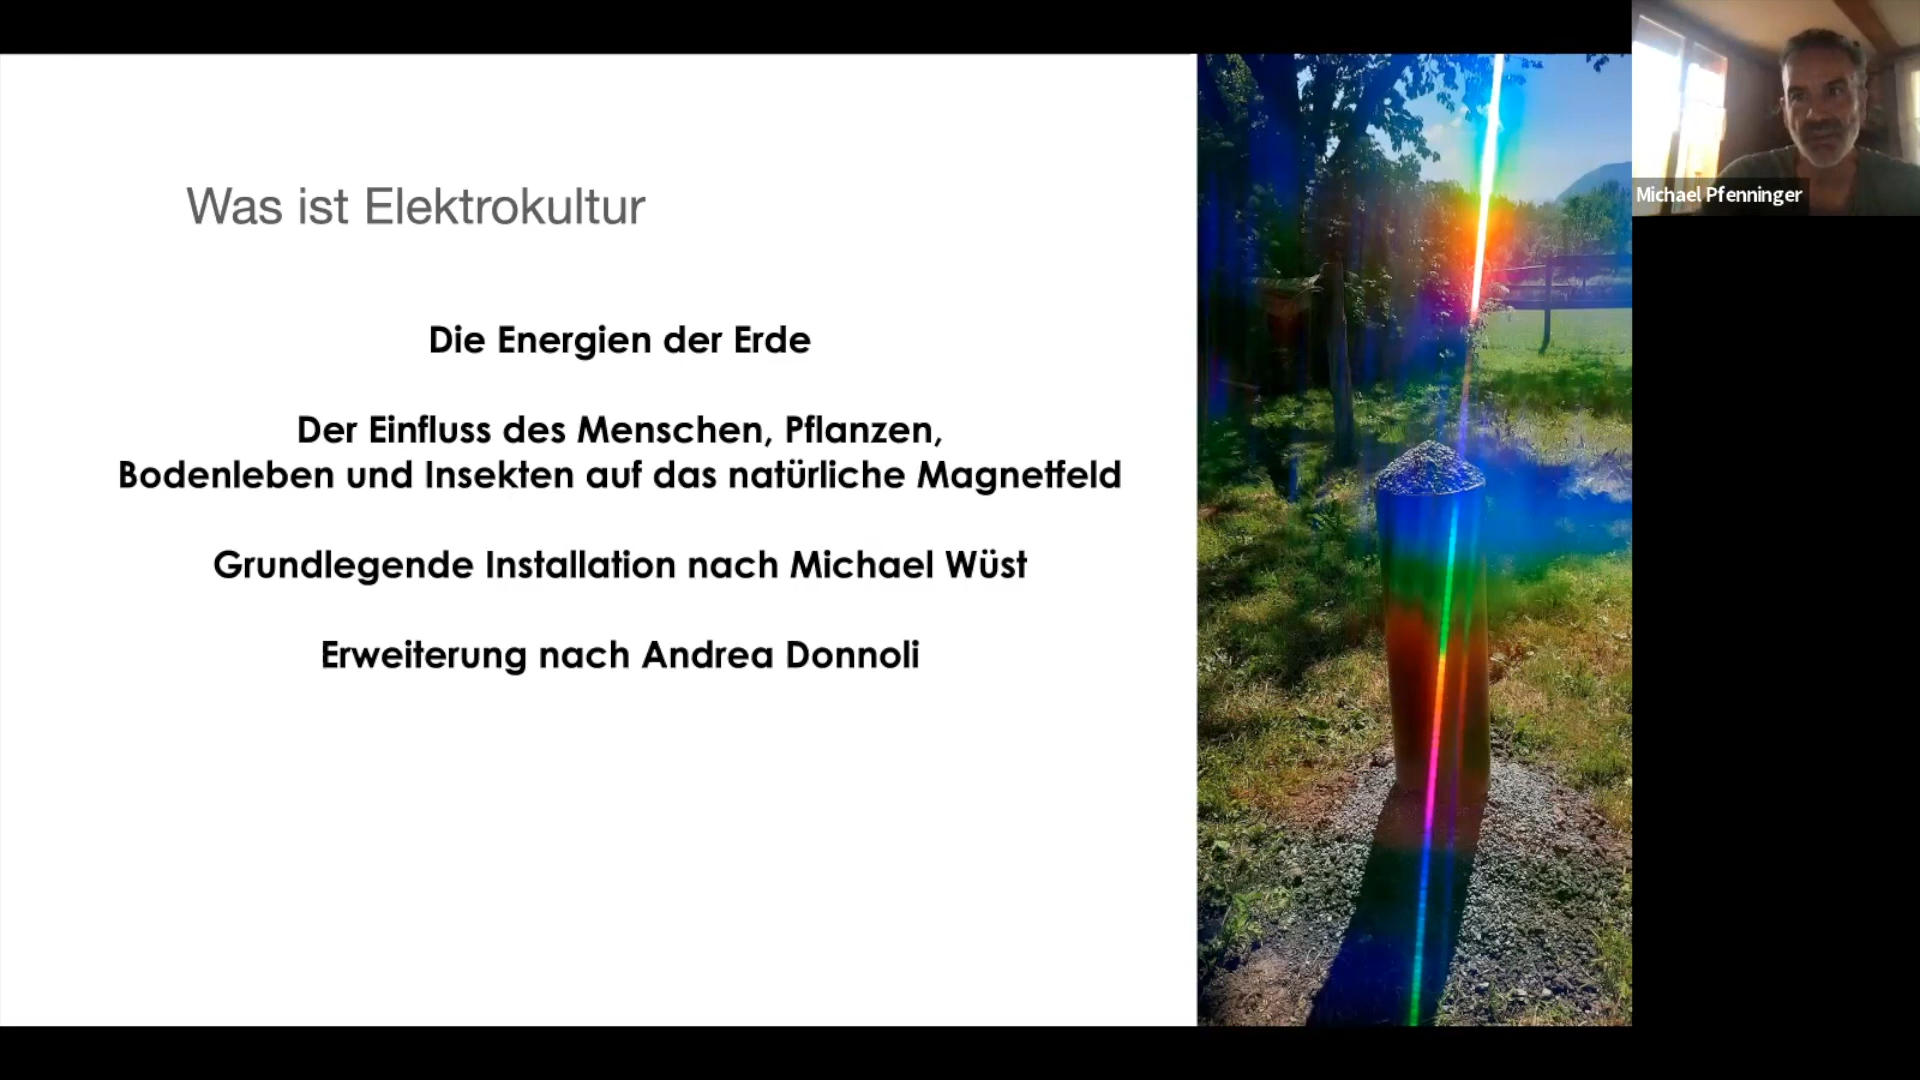 Was ist Elektrokultur
Die Energien der Erde
Der Einfluss des Menschen, Pflanzen,
Bodenleben und Insekten auf das natürliche Magnetfeld
Grundlegende Installation nach Michael Wüst
Erweiterung nach Andrea Donnoli
Michael Pfenninger